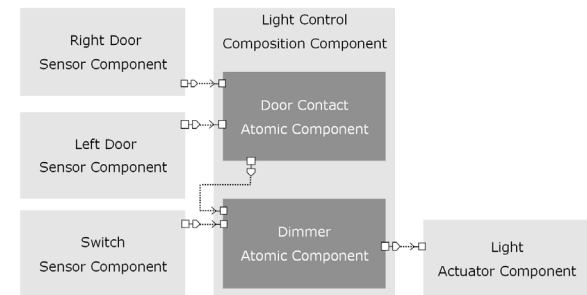 Right Door
Sensor Component
Light Control
Composition Component
Door Contact
Atomic Component
Left Door
Sensor Component
Switch
Sensor Component
Dimmer
Atomic Component
Light
Actuator Component